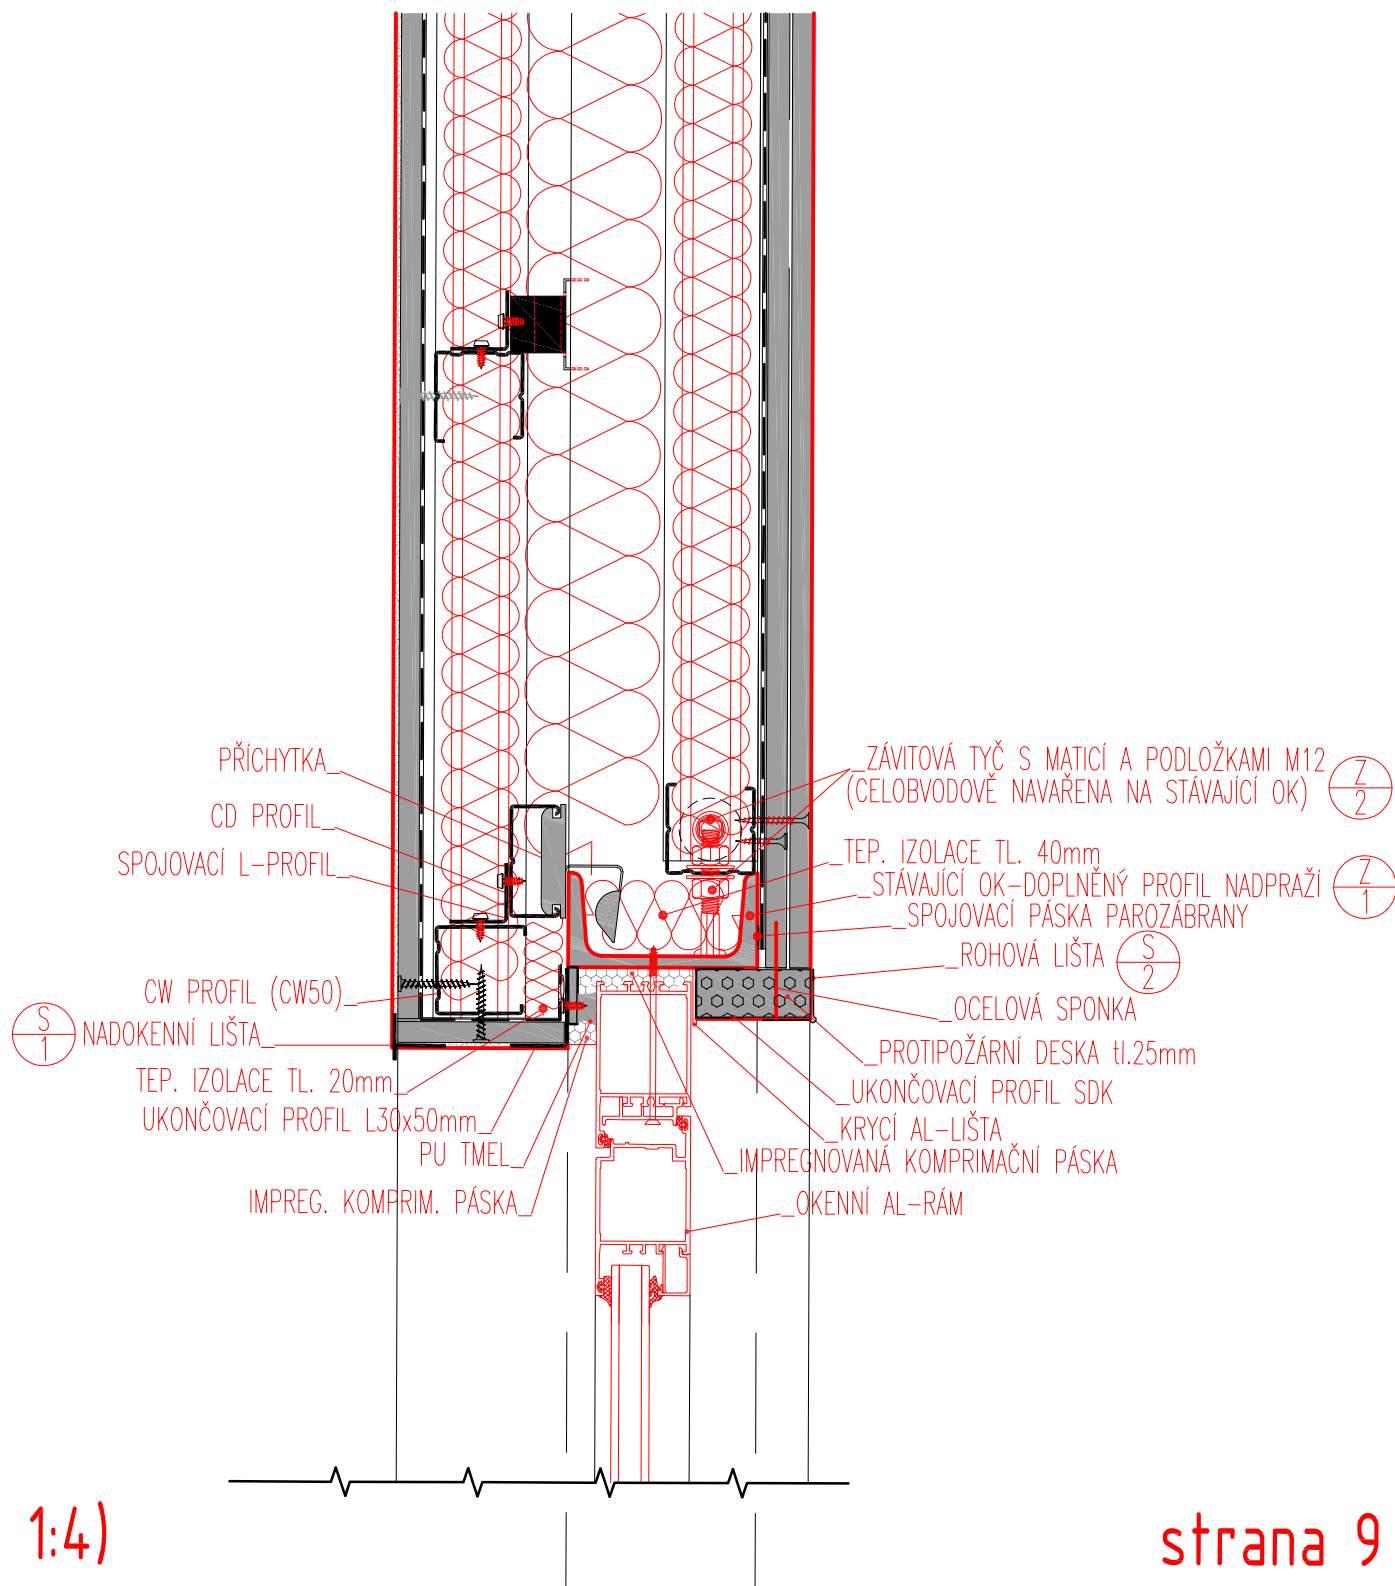 PŘÍCHYTKA
CD PROFIL
SPOJOVACÍ L-PROFIL
CW PROFIL (CW50)
S
1
NADOKENNÍ LIŠTA
TEP. IZOLACE TL. 20mm
UKONČOVACÍ PROFIL L30x50mm
PU TMEL
IMPREG. KOMPRIM. PÁSKA
ZÁVITOVÁ TYČ S MATICÍ A PODLOŽKAMI M12
(CELOBVODOVĚ NAVAŘENA NA STÁVAJÍCÍ OK)
Z
2
TEP. IZOLACE TL. 40mm
STÁVAJÍCÍ OK-DOPLNĚNÝ PROFIL NADPRAŽÍ
Z
1
SPOJOVACÍ PÁSKA PAROZÁBRANY
ROHOVÁ LIŠTA
S
2
OCELOVÁ SPONKA
PROTIPOŽÁRNÍ DESKA tl.25mm
UKONČOVACÍ PROFIL SDK
KRYCÍ AL-LIŠTA
IMPREGNOVANÁ KOMPRIMAČNÍ PÁSKA
OKENNÍ AL-RÁM
1:4)
strana 9